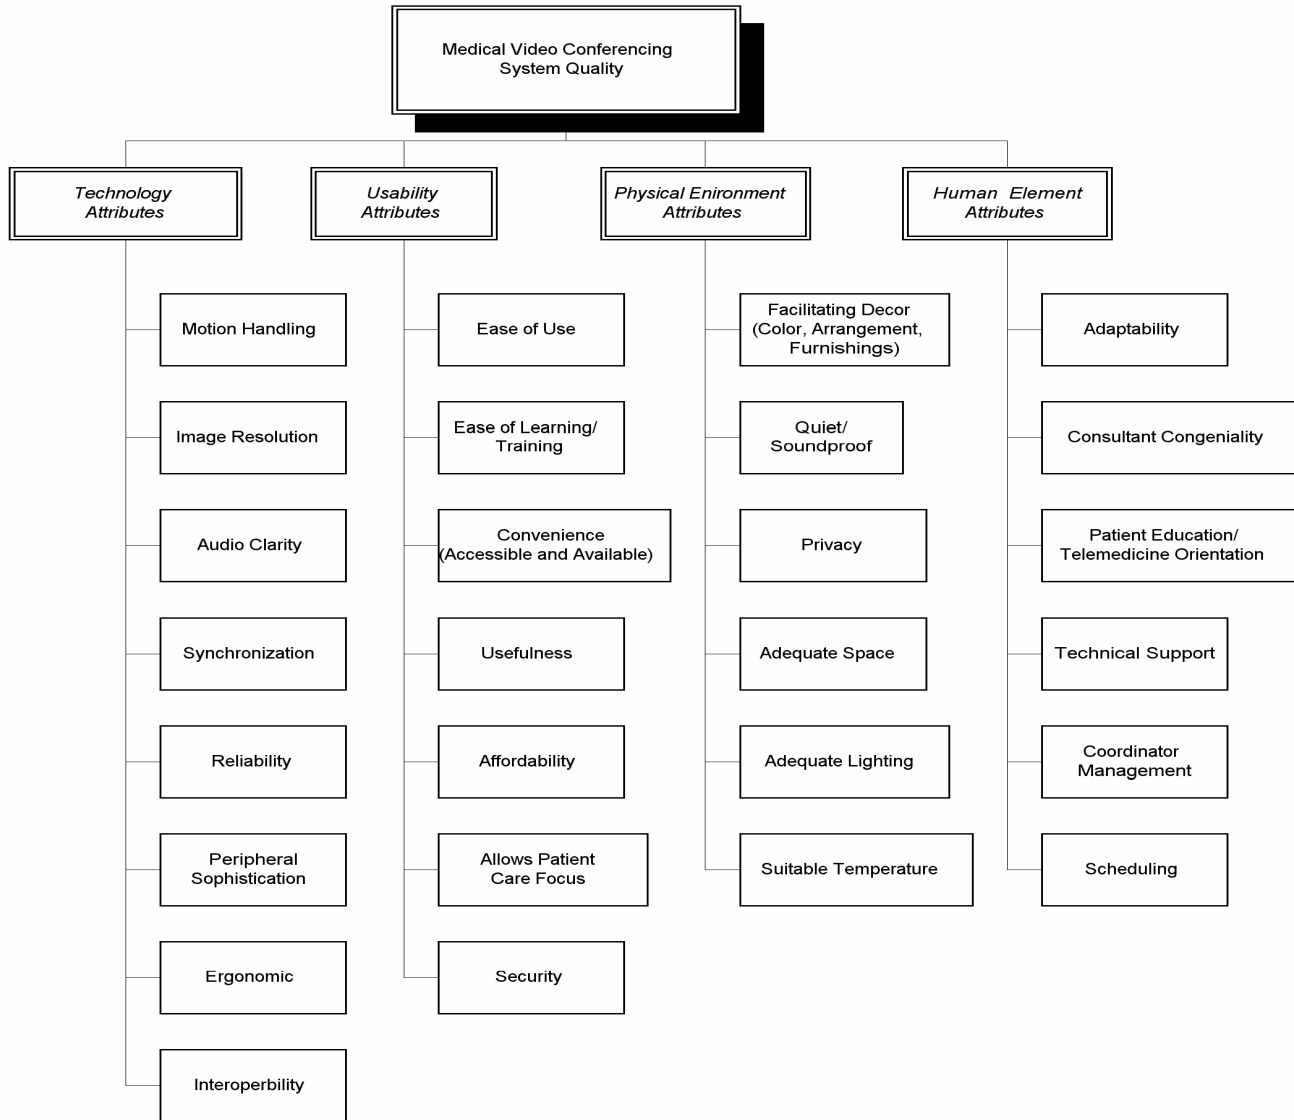 Medical Video Conferencing
System Quality
Technology
Attributes
Usability
Attributes
Physical Enironment
Attributes
Human Element
Attributes
Motion Handling
Image Resolution
Audio Clarity
Synchronization
Reliability
Peripheral
Sophistication
Ergonomic
Interoperbility
Ease of Use
Ease of Learning/
Training
Convenience
(Accessible and Available)
Usefulness
Affordability
Allows Patient
Care Focus
Security
Facilitating Decor
(Color, Arrangement,
Furnishings)
Quiet/
Soundproof
Privacy
Adequate Space
Adequate Lighting
Suitable Temperature
Adaptability
Consultant Congeniality
Patient Education/
Telemedicine Orientation
Technical Support
Coordinator
Management
Scheduling